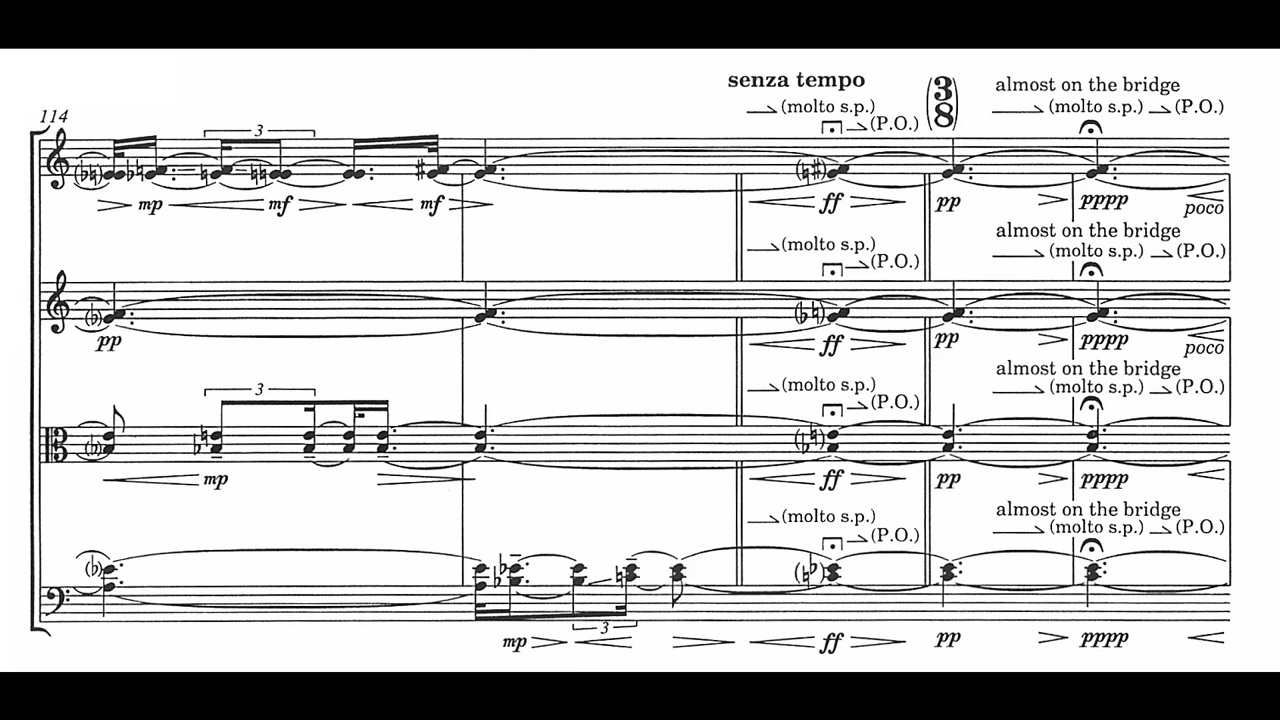 senza tempo
3
8
almost on the bridge
114
(molto s.p.)
(P.O.)
(molto s.p.)
(P.O.)
3
mp
mf
mf
ff
pp
pppp
poco
almost on the bridge
(molto s.p.)
(P.O.)
(molto s.p.)
(P.O.)
pp
ff
pp
pppp
poco
almost on the bridge
(molto s.p.)
(P.O.)
(molto s.p.)
(P.O.)
3
mp
ff
pp
pppp
almost on the bridge
(molto s.p.)
(P.O.)
(molto s.p.)
(P.O.)
3
mp
ff
pp
pppp